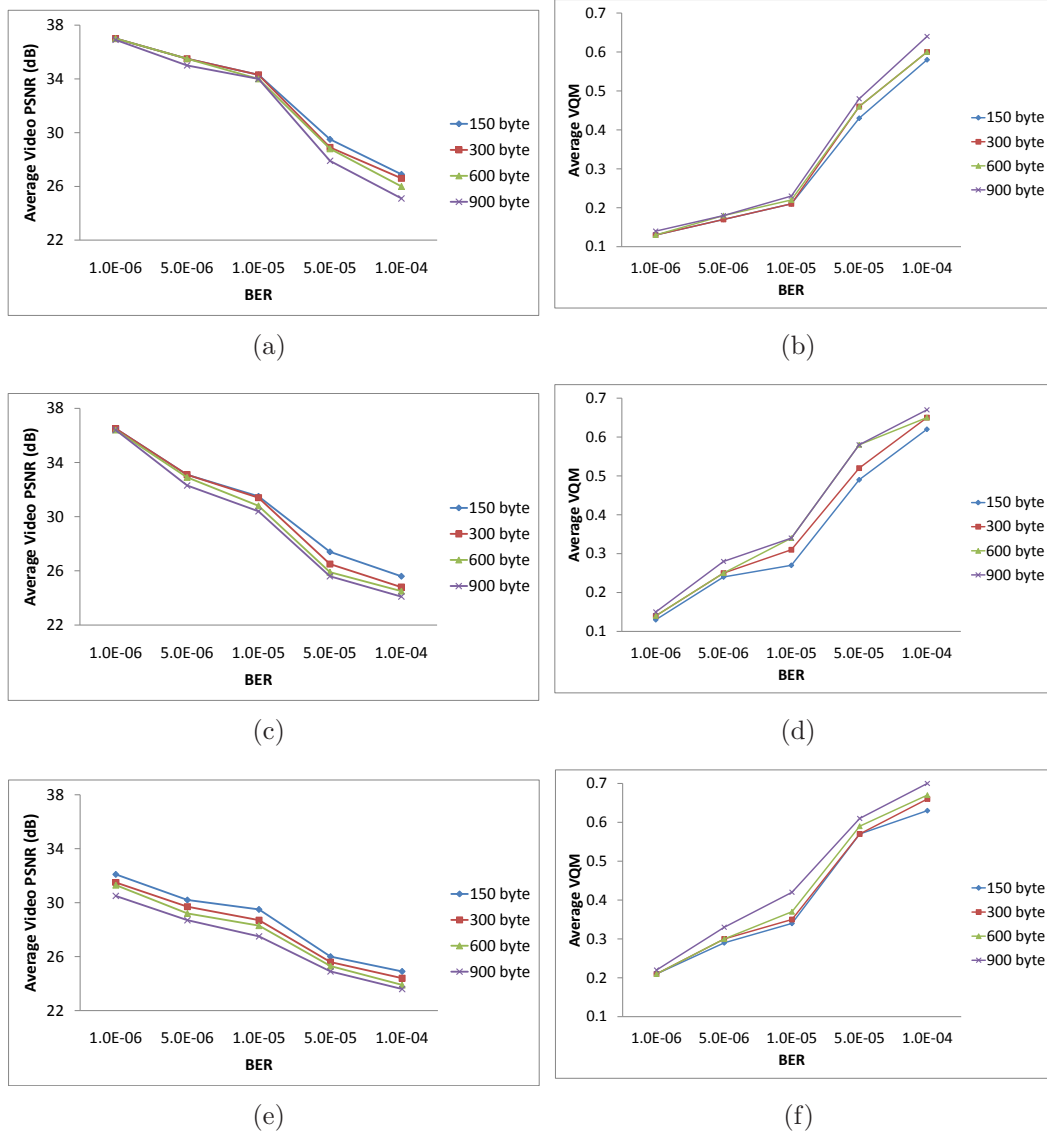 38
34
30
26
22
Average Video PSNR (dB)
1.0E-06 5.0E-06 1.0E-05 5.0E-05 1.0E-04
BER
150 byte
300 byte
600 byte
900 byte
(a)
0.7
0.6
0.5
0.4
0.3
0.2
0.1
Average VQM
1.0E-06 5.0E-06 1.0E-05 5.0E-05 1.0E-04
BER
150 byte
300 byte
600 byte
900 byte
(b)
38
34
30
26
22
Average Video PSNR (dB)
1.0E-06 5.0E-06 1.0E-05 5.0E-05 1.0E-04
BER
150 byte
300 byte
600 byte
900 byte
(c)
0.7
0.6
0.5
0.4
0.3
0.2
0.1
Average VQM
1.0E-06 5.0E-06 1.0E-05 5.0E-05 1.0E-04
BER
150 byte
300 byte
600 byte
900 byte
(d)
38
34
30
26
22
Average Video PSNR (dB)
1.0E-06 5.0E-06 1.0E-05 5.0E-05 1.0E-04
BER
150 byte
300 byte
600 byte
900 byte
(e)
0.7
0.6
0.5
0.4
0.3
0.2
0.1
Average VQM
1.0E-06 5.0E-06 1.0E-05 5.0E-05 1.0E-04
BER
150 byte
300 byte
600 byte
900 byte
(f)